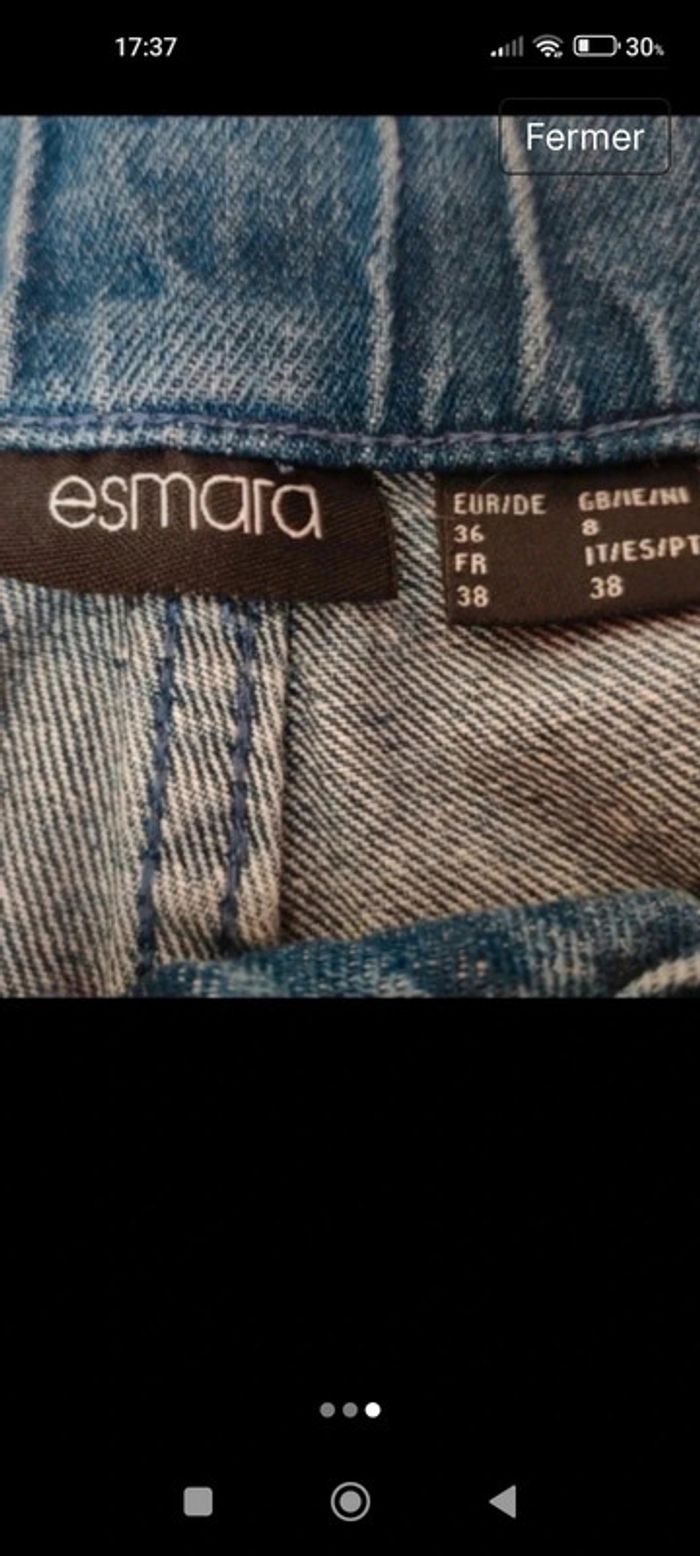 17:37
30%
Fermer
esmara
EUR/DE GB/IE/NI
36 8
FR IT/ES/PT
38 38